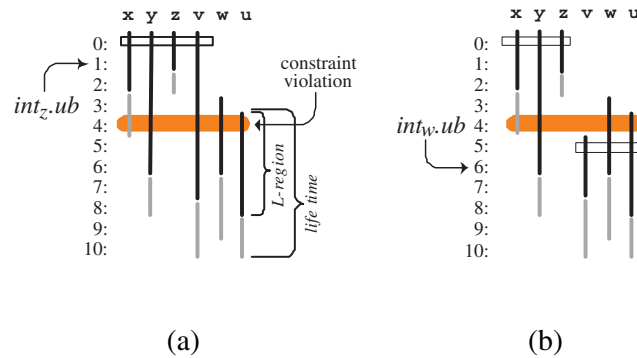 x y z v w u
0:
1:
2:
3:
4:
5:
6:
7:
8:
9:
10:
int_z.ub
constraint
violation
L-region
life time
(a)
x y z v w u
0:
1:
2:
3:
4:
5:
6:
7:
8:
9:
10:
int_w.ub
(b)